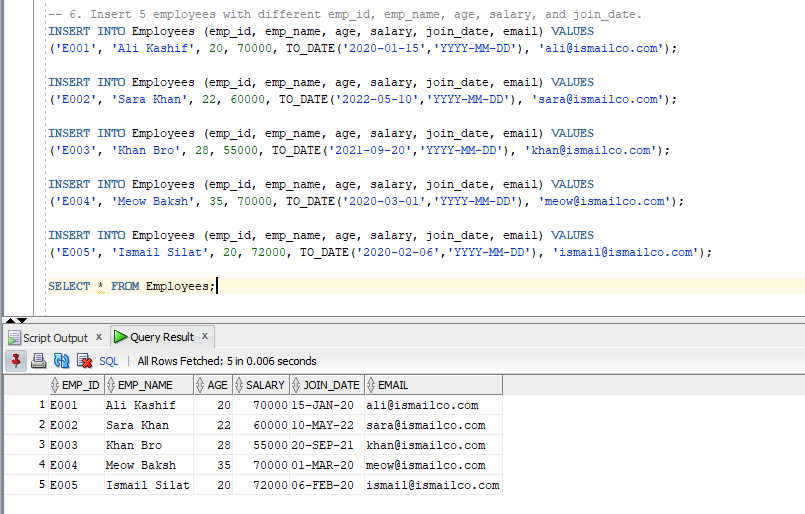 -- 6. Insert 5 employees with different emp_id, emp_name, age, salary, and join_date.
INSERT INTO Employees (emp_id, emp_name, age, salary, join_date, email) VALUES
('E001', 'Ali Kashif', 20, 70000, TO_DATE('2020-01-15','YYYY-MM-DD'), 'ali@ismailco.com');
INSERT INTO Employees (emp_id, emp_name, age, salary, join_date, email) VALUES
('E002', 'Sara Khan', 22, 60000, TO_DATE('2022-05-10','YYYY-MM-DD'), 'sara@ismailco.com');
INSERT INTO Employees (emp_id, emp_name, age, salary, join_date, email) VALUES
('E003', 'Khan Bro', 28, 55000, TO_DATE('2021-09-20','YYYY-MM-DD'), 'khan@ismailco.com');
INSERT INTO Employees (emp_id, emp_name, age, salary, join_date, email) VALUES
('E004', 'Meow Baksh', 35, 70000, TO_DATE('2020-03-01','YYYY-MM-DD'), 'meow@ismailco.com');
INSERT INTO Employees (emp_id, emp_name, age, salary, join_date, email) VALUES
('E005', 'Ismail Silat', 20, 72000, TO_DATE('2020-02-06','YYYY-MM-DD'), 'ismail@ismailco.com');
SELECT * FROM Employees;
Script Output x Query Result x
SQL | All Rows Fetched: 5 in 0.006 seconds
EMP_ID EMP_NAME AGE SALARY JOIN_DATE EMAIL
1 E001 Ali Kashif 20 70000 15-JAN-20 ali@ismailco.com
2 E002 Sara Khan 22 60000 10-MAY-22 sara@ismailco.com
3 E003 Khan Bro 28 55000 20-SEP-21 khan@ismailco.com
4 E004 Meow Baksh 35 70000 01-MAR-20 meow@ismailco.com
5 E005 Ismail Silat 20 72000 06-FEB-20 ismail@ismailco.com